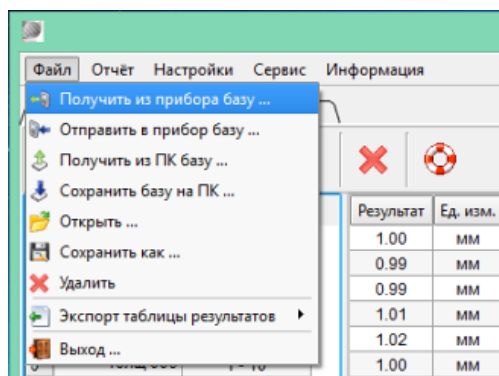 Файл Отчёт Настройки Сервис Информация
Получить из прибора базу ...
Отправить в прибор базу ...
Получить из ПК базу ...
Сохранить базу на ПК ...
Открыть ...
Сохранить как ...
Удалить
Экспорт таблицы результатов
Выход ...
Результат Ед. изм.
1.00 мм
0.99 мм
0.99 мм
1.01 мм
1.02 мм
1.00 мм